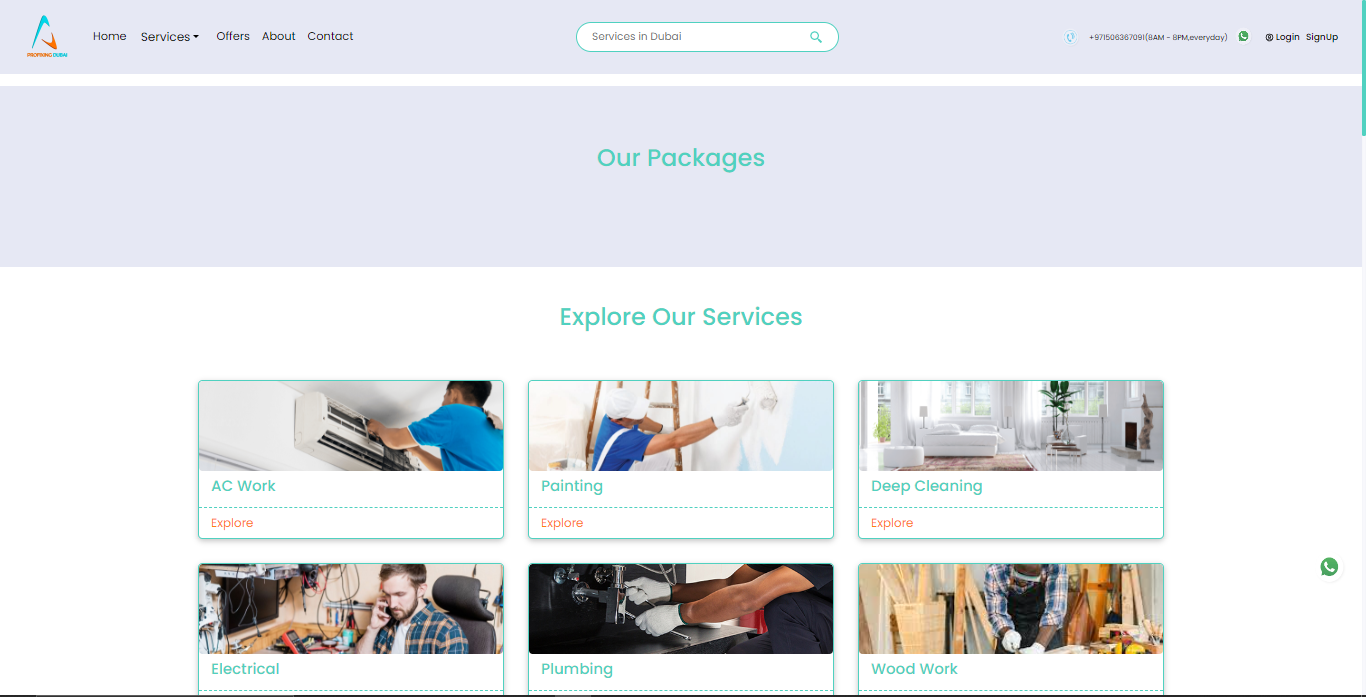 PROPXING DUBAI
Home Services Offers About Contact
Services in Dubai
+971506367091(8AM - 8PM,everyday)
Login SignUp
Our Packages
Explore Our Services
AC Work
Explore
Painting
Explore
Deep Cleaning
Explore
Electrical
Plumbing
Wood Work